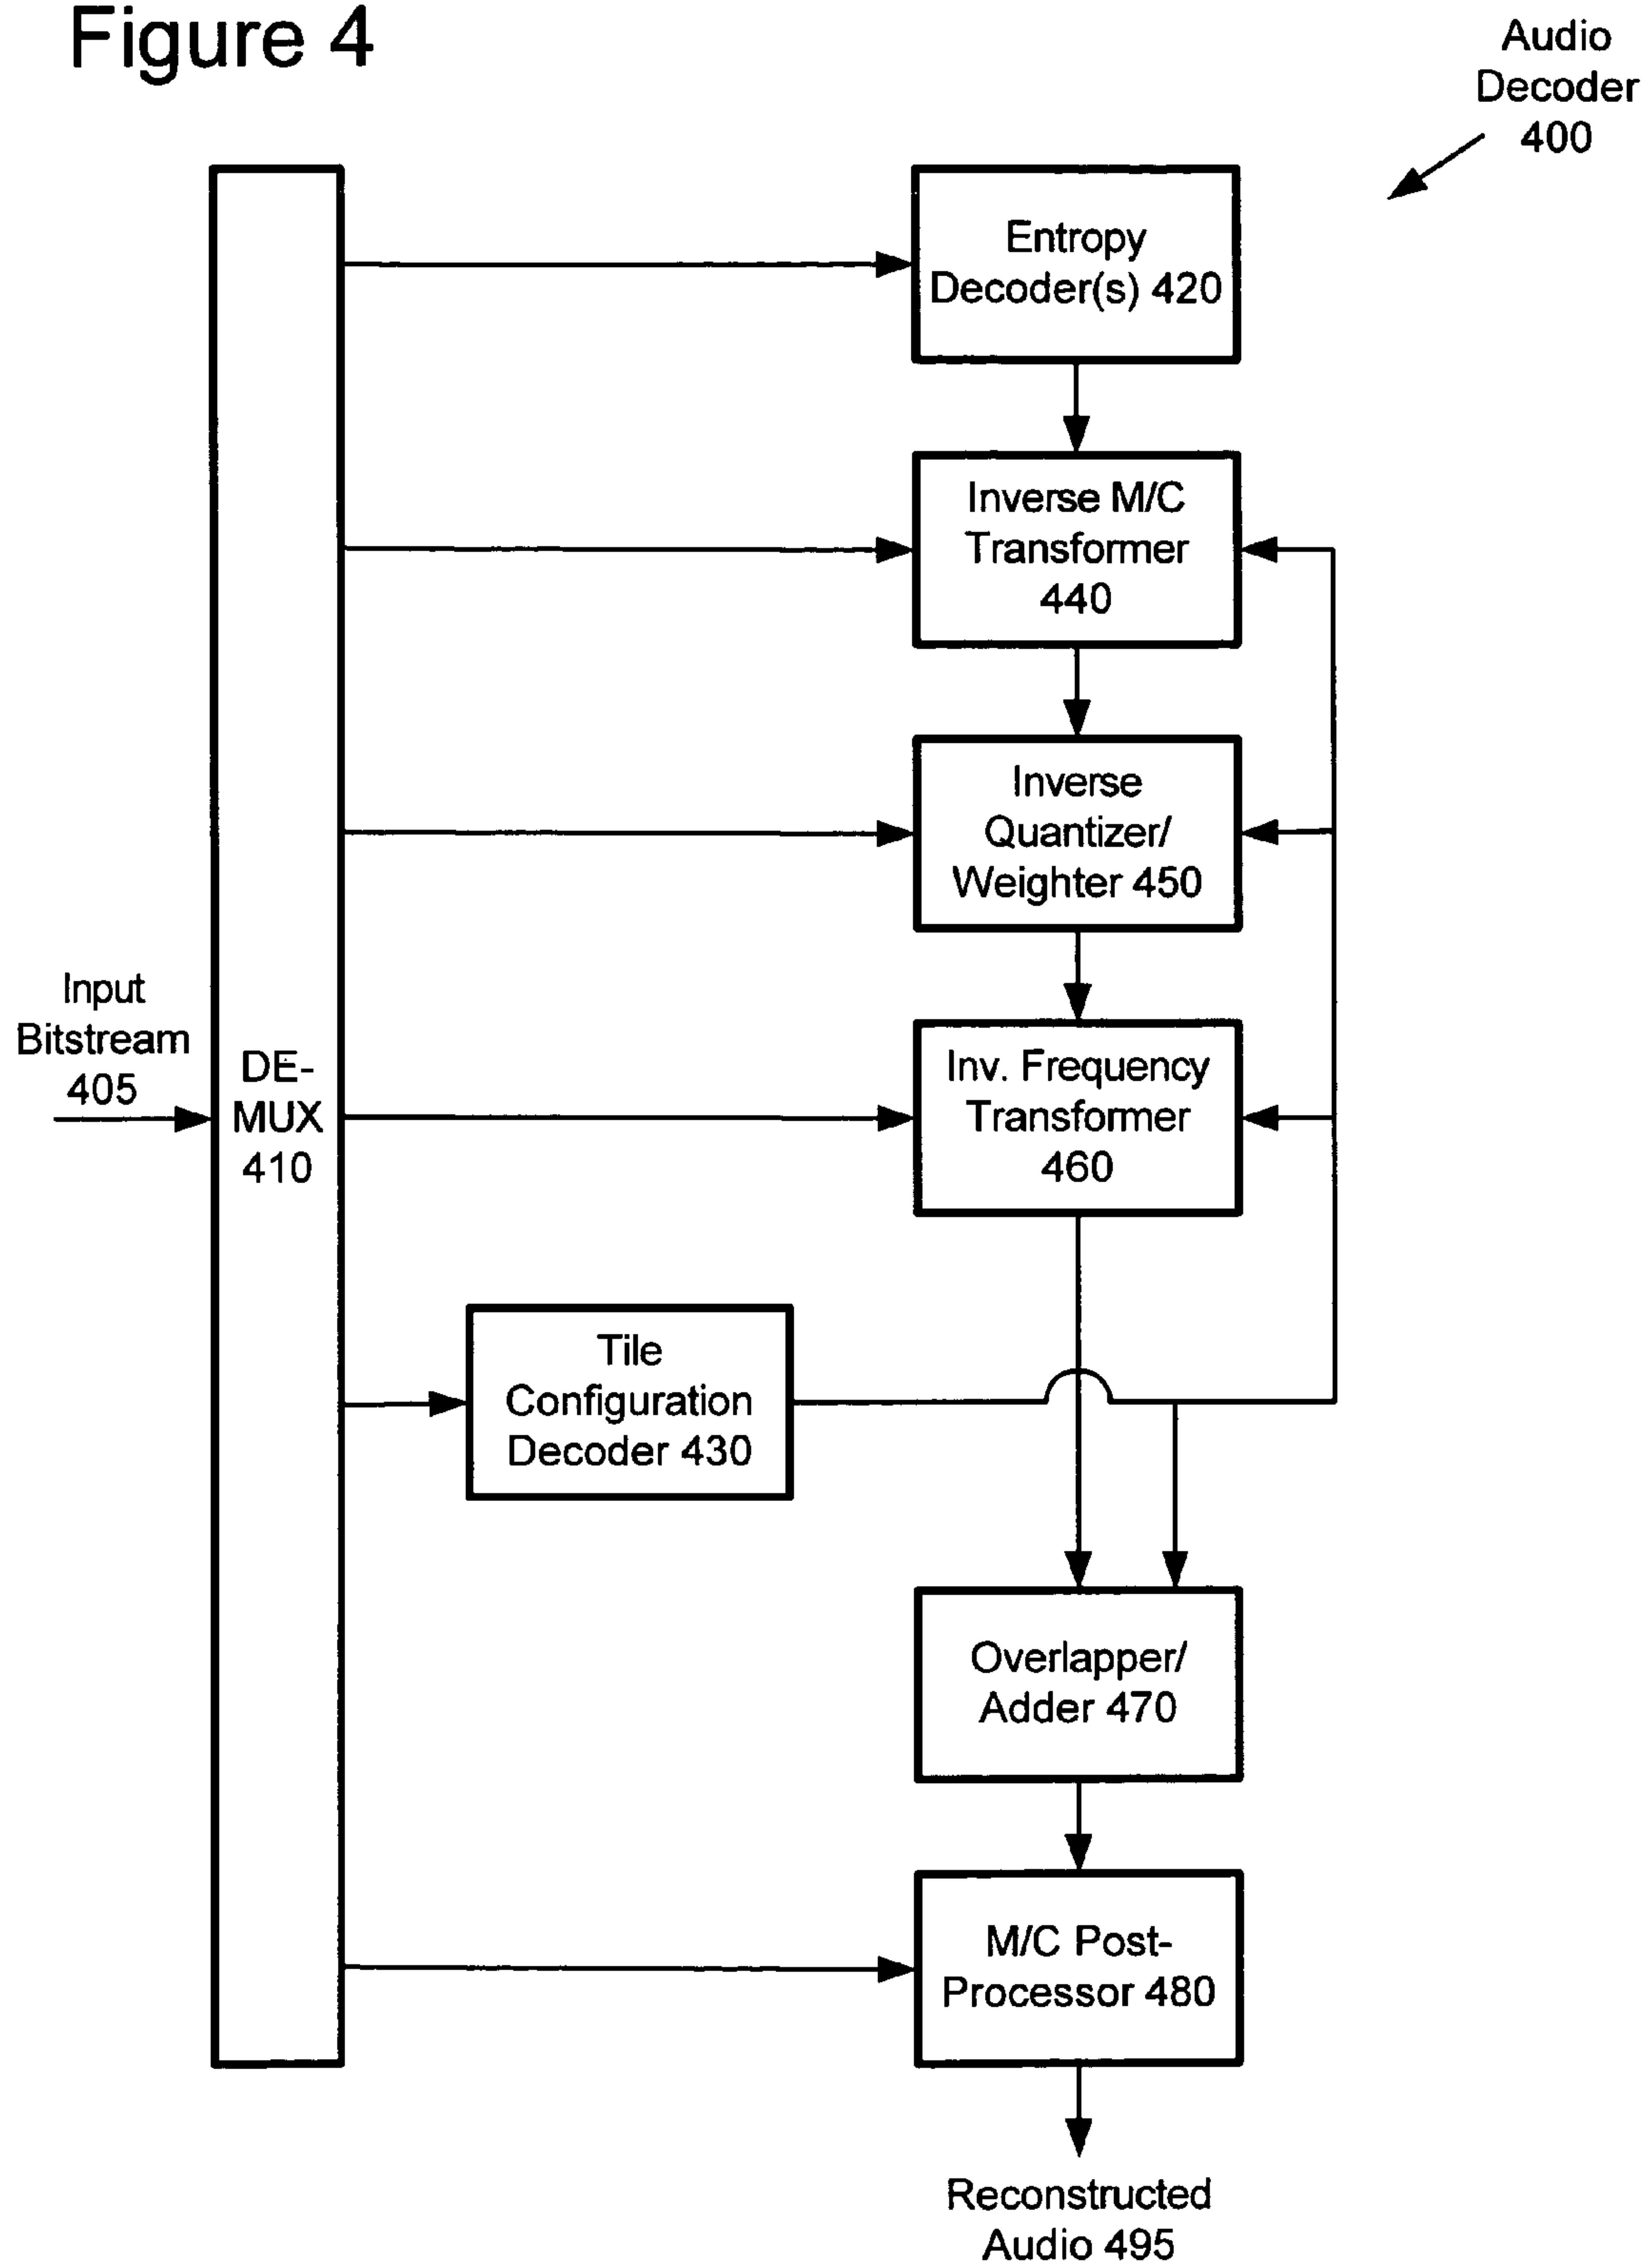 Figure 4
Audio
Decoder
400
Entropy
Decoder(s) 420
Inverse M/C
Transformer
440
Inverse
Quantizer/
Weighter 450
Input
Bitstream
405
DE-
MUX
410
Inv. Frequency
Transformer
460
Tile
Configuration
Decoder 430
Overlapper/
Adder 470
M/C Post-
Processor 480
Reconstructed
Audio 495